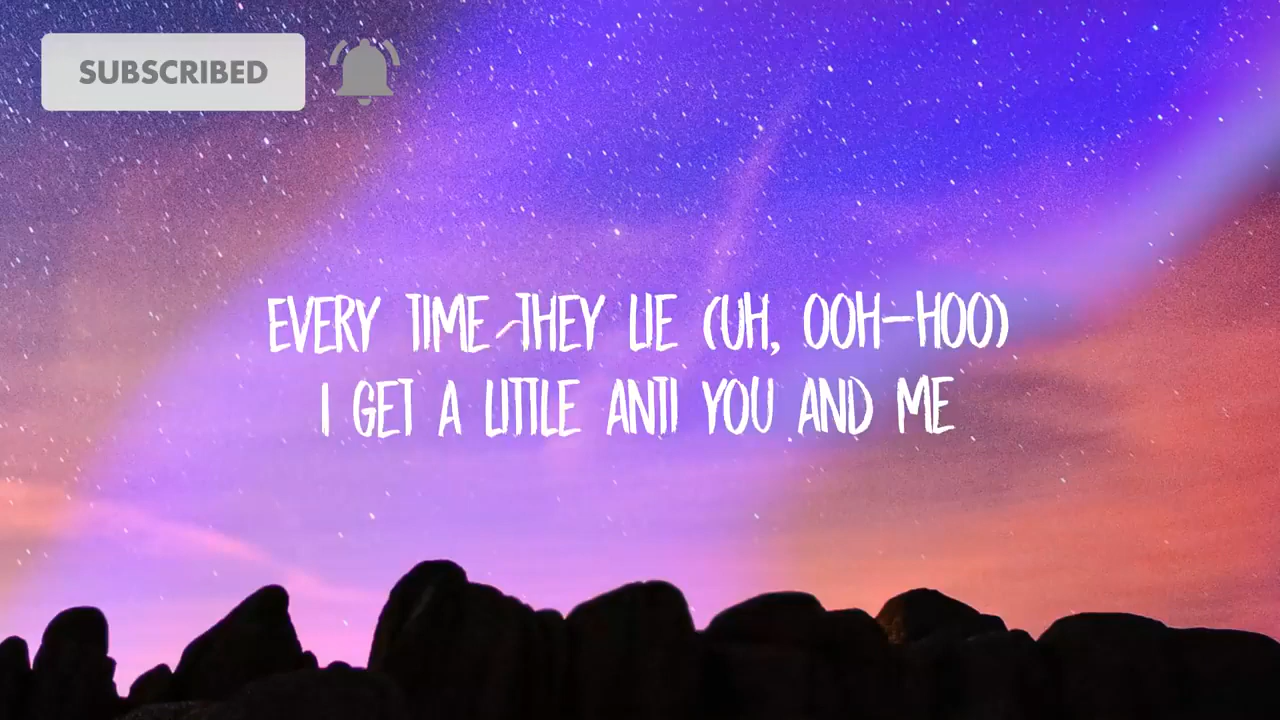 SUBSCRIBED
EVERY TIME THEY LIE (UH, OOH-HOO)
I GET A LITTLE ANTI YOU AND ME